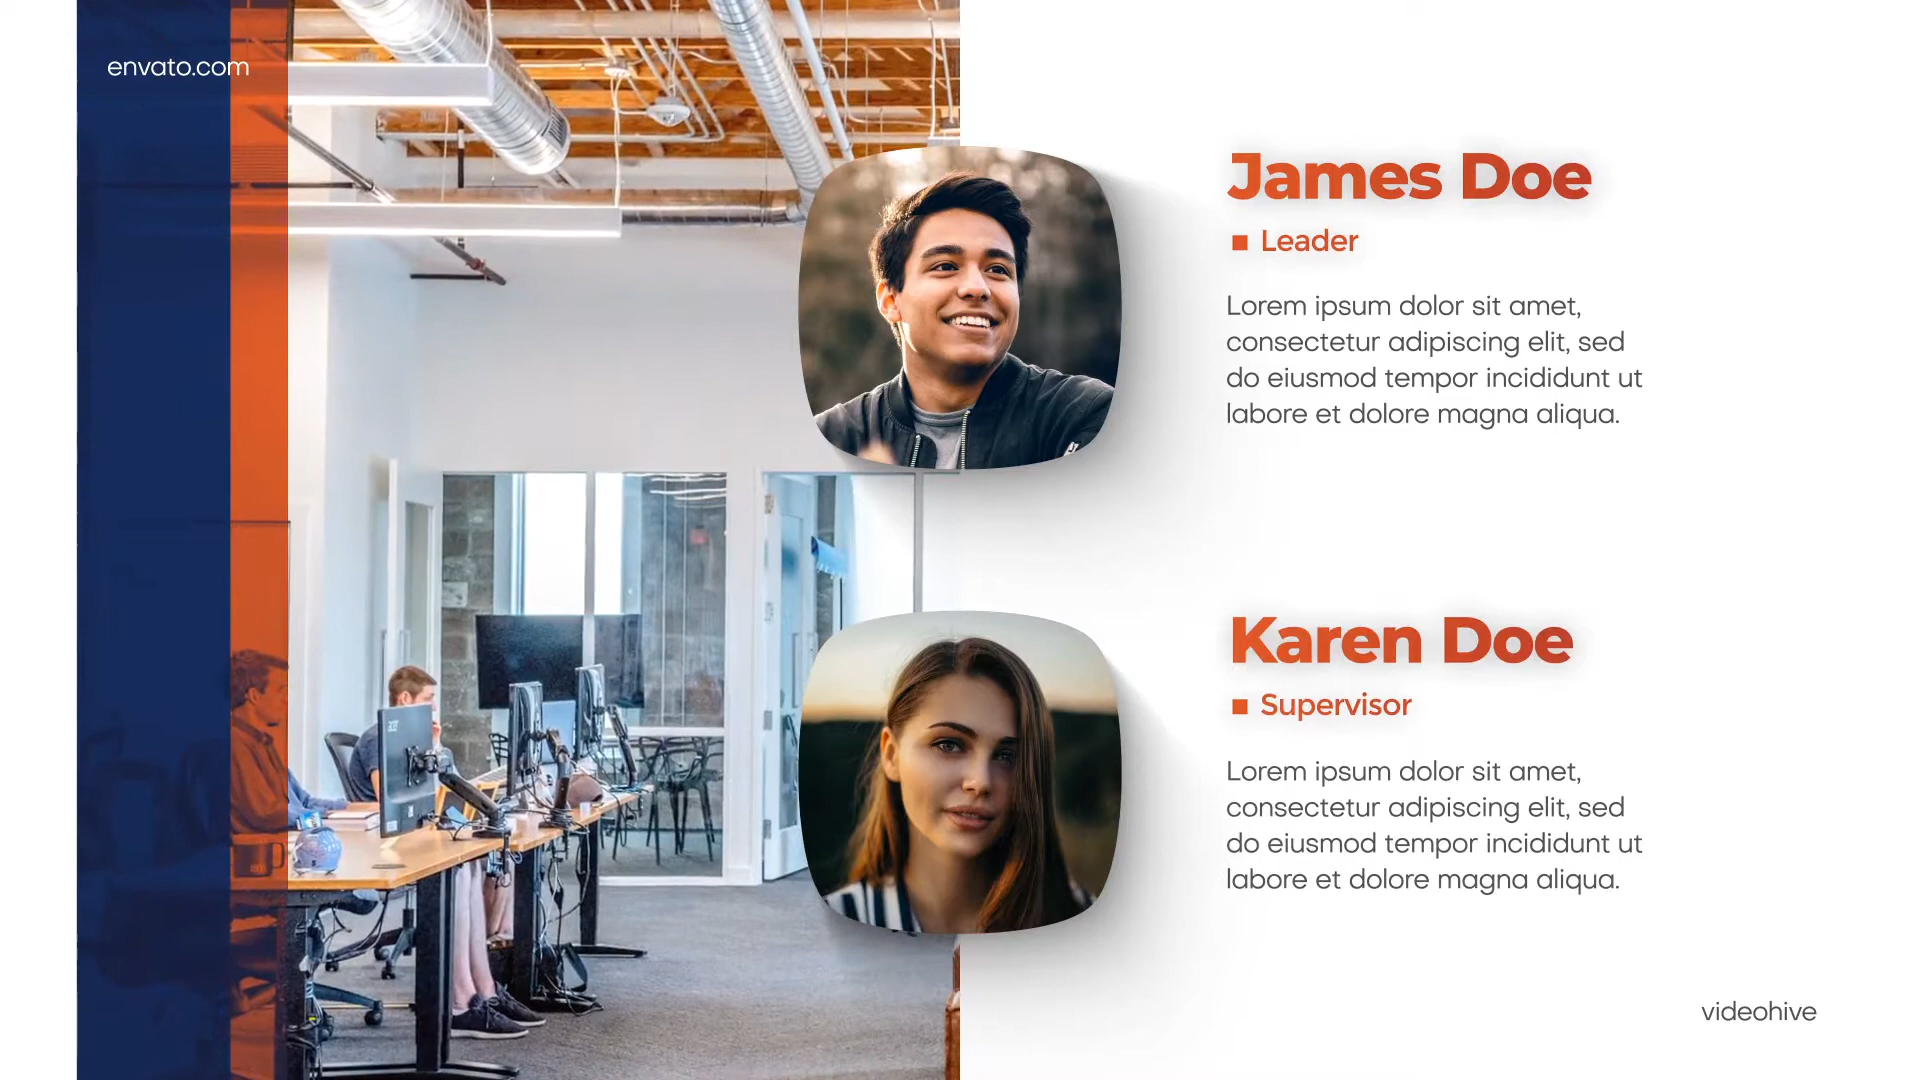 envato.com
James Doe
Leader
Lorem ipsum dolor sit amet,
consectetur adipiscing elit, sed
do eiusmod tempor incididunt ut
labore et dolore magna aliqua.
Karen Doe
Supervisor
Lorem ipsum dolor sit amet,
consectetur adipiscing elit, sed
do eiusmod tempor incididunt ut
labore et dolore magna aliqua.
videohive